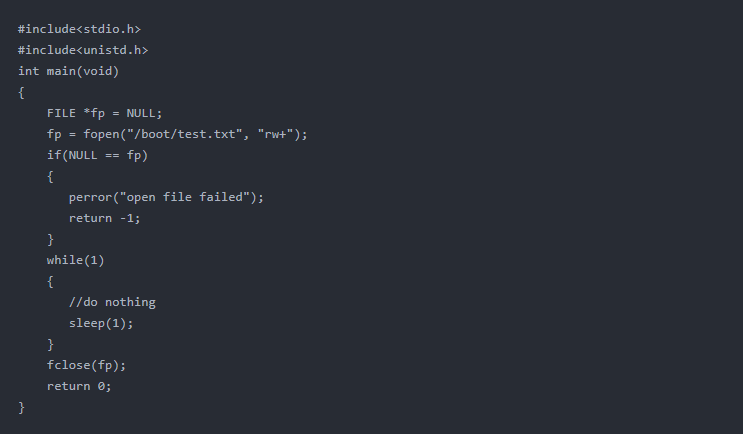 #include<stdio.h>
#include<unistd.h>
int main(void)
{
    FILE *fp = NULL;
    fp = fopen("/boot/test.txt", "rw+");
    if(NULL == fp)
    {
       perror("open file failed");
       return -1;
    }
    while(1)
    {
       //do nothing
       sleep(1);
    }
    fclose(fp);
    return 0;
}